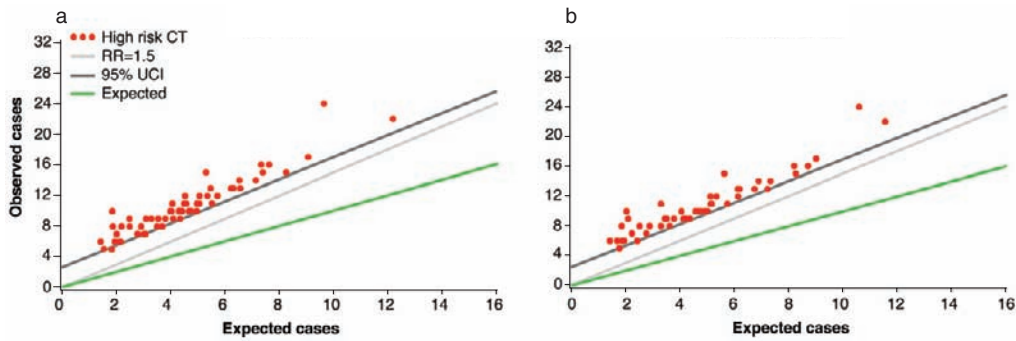 a
High risk CT
RR=1.5
95% UCI
Expected
Observed cases
32
28
24
20
16
12
8
4
0
0 2 4 6 8 10 12 14 16
Expected cases
b
32
28
24
20
16
12
8
4
0
0 2 4 6 8 10 12 14 16
Expected cases